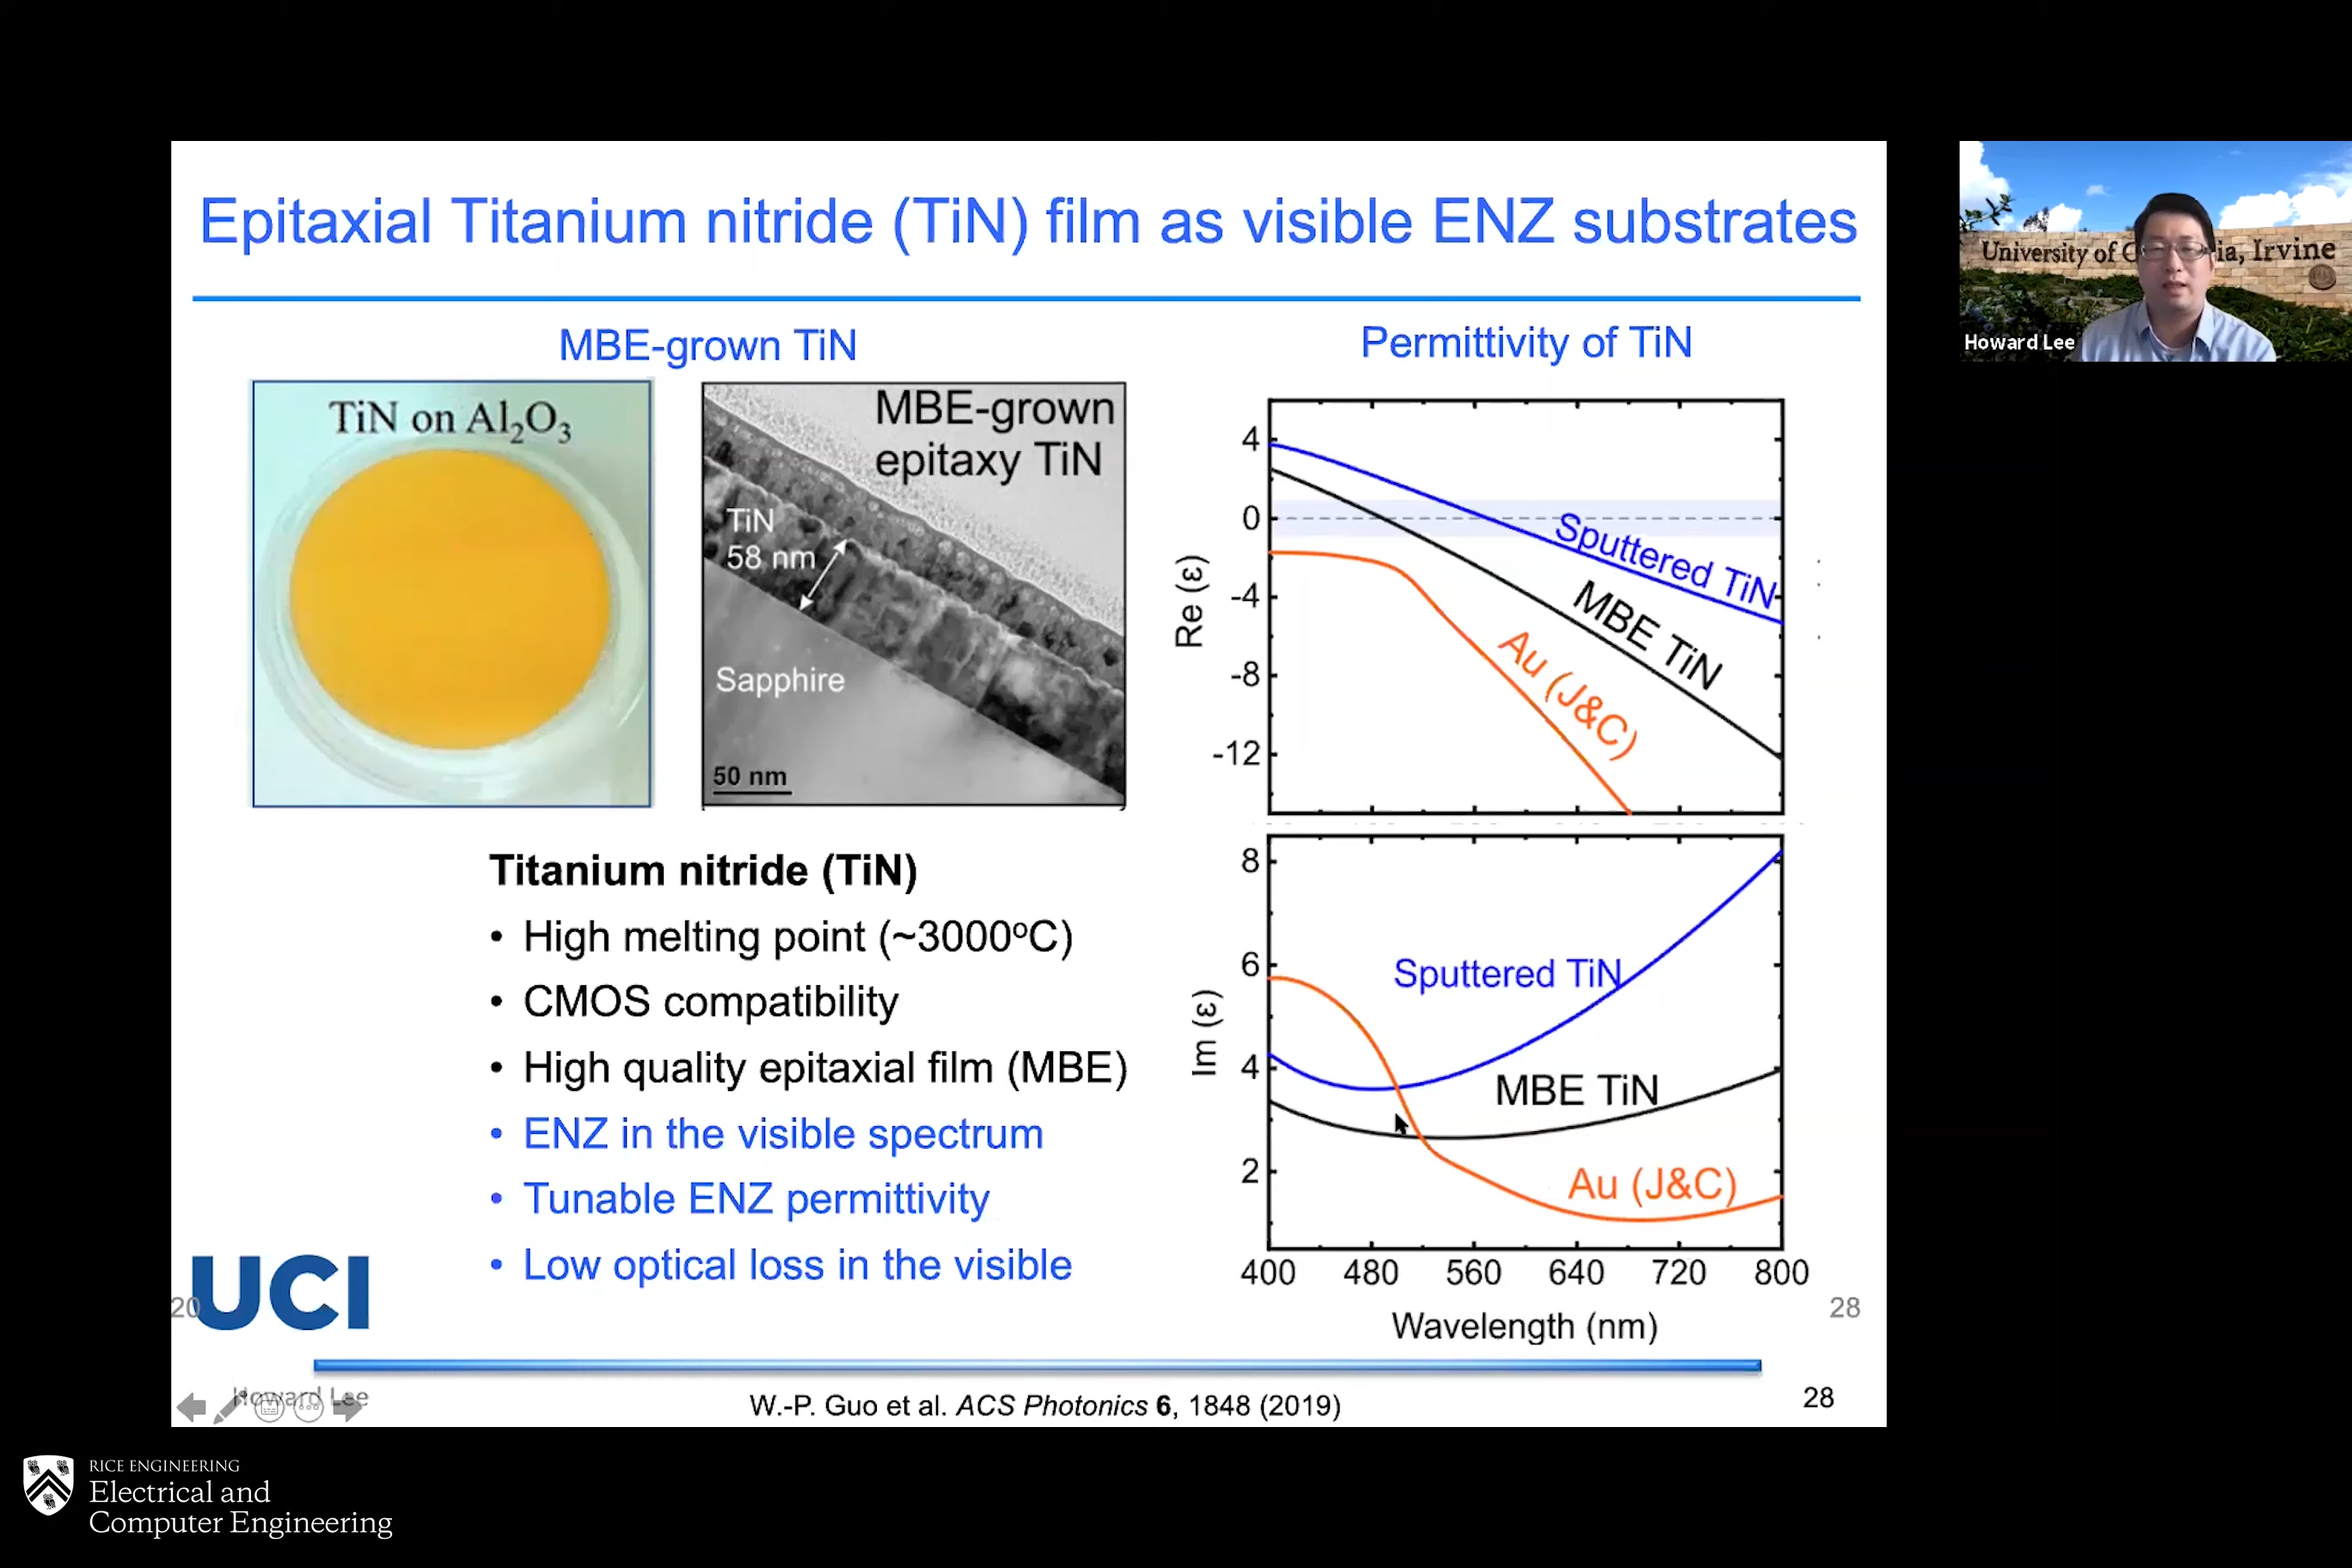 Epitaxial Titanium nitride (TiN) film as visible ENZ substrates
MBE-grown TiN
TiN on Al₂O₃
MBE-grown
epitaxy TiN
TiN
58 nm
Sapphire
50 nm
Permittivity of TiN
4
0
-4
-8
-12
Re (ε)
Sputtered TiN
MBE TiN
Au (J&C)
8
6
4
2
Im (ε)
Sputtered TiN
MBE TiN
Au (J&C)
400 480 560 640 720 800
Wavelength (nm)
Titanium nitride (TiN)
• High melting point (~3000ºC)
• CMOS compatibility
• High quality epitaxial film (MBE)
• ENZ in the visible spectrum
• Tunable ENZ permittivity
• Low optical loss in the visible
20
UCI
28
Howard Lee
W.-P. Guo et al. ACS Photonics 6, 1848 (2019)
28
University of C ia, Irvine
Howard Lee
RICE ENGINEERING
Electrical and
Computer Engineering